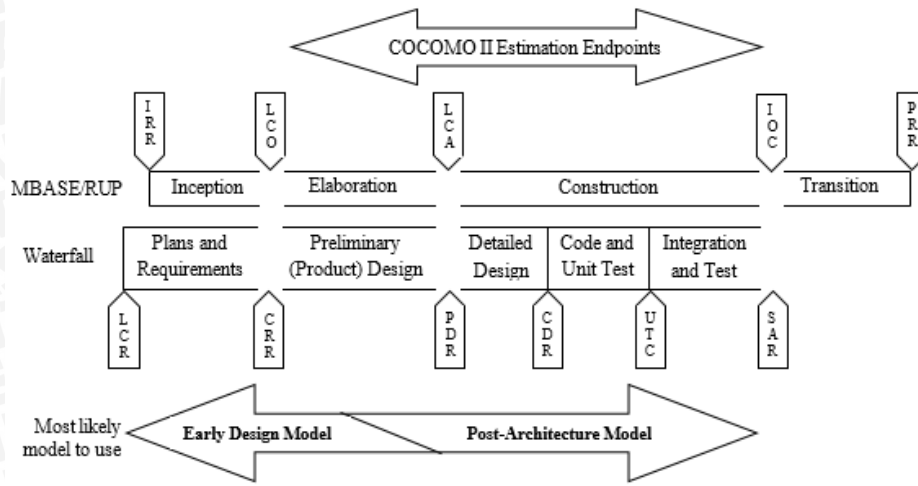 COCOMO II Estimation Endpoints
IRR
LCO
LCA
IOC
PRR
MBASE/RUP
Inception
Elaboration
Construction
Transition
Waterfall
Plans and
Requirements
Preliminary
(Product) Design
Detailed
Design
Code and
Unit Test
Integration
and Test
LCR
CRR
PDR
CDR
UTC
SAR
Most likely
model to use
Early Design Model
Post-Architecture Model